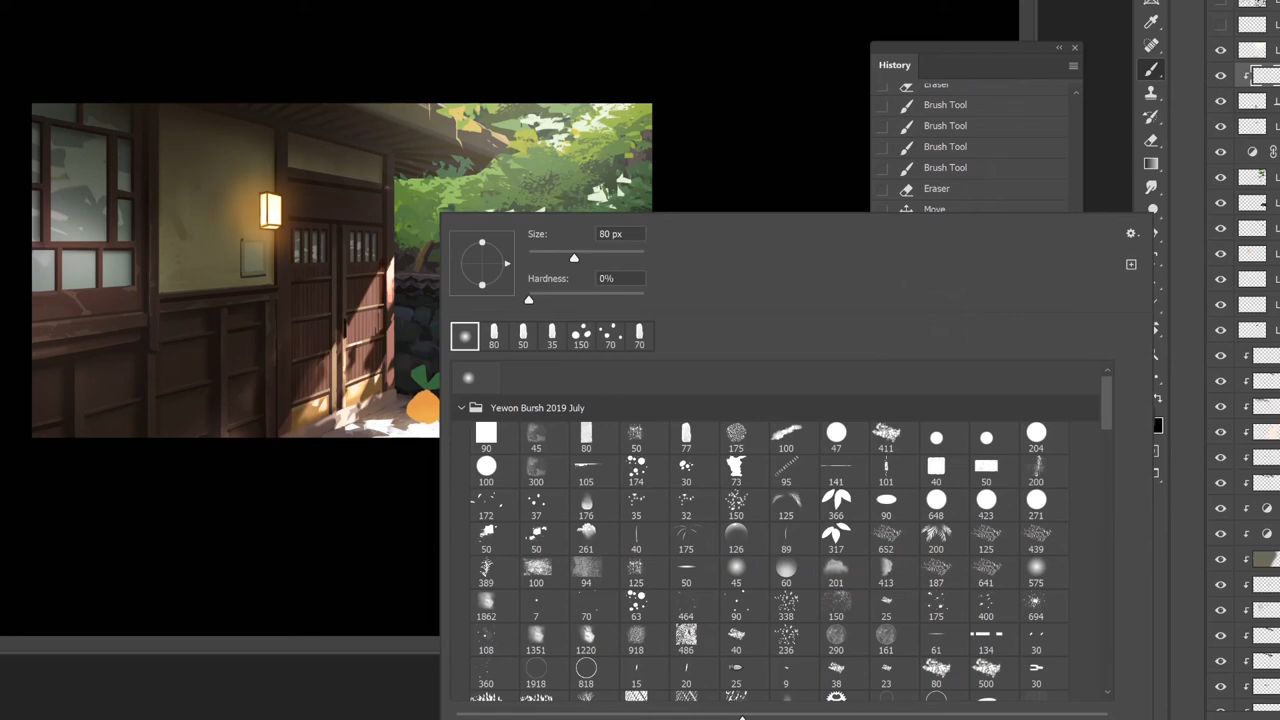 History
Eraser
Brush Tool
Brush Tool
Brush Tool
Brush Tool
Eraser
Move
Size: 80 px
Hardness: 0%
80 50 35 150 70 70
Yewon Bursh 2019 July
90 45 80 50 77 175 100 47 411 204
100 300 105 174 30 73 95 141 101 40 50 200
172 37 176 35 32 150 125 366 90 648 423 271
50 50 261 40 175 126 89 317 652 200 125 439
389 100 94 125 50 45 60 201 413 187 641 575
1862 7 70 63 464 90 338 150 25 175 400 694
108 1351 1220 918 486 40 236 290 161 61 134 30
360 1918 818 15 20 25 9 38 23 80 500 30